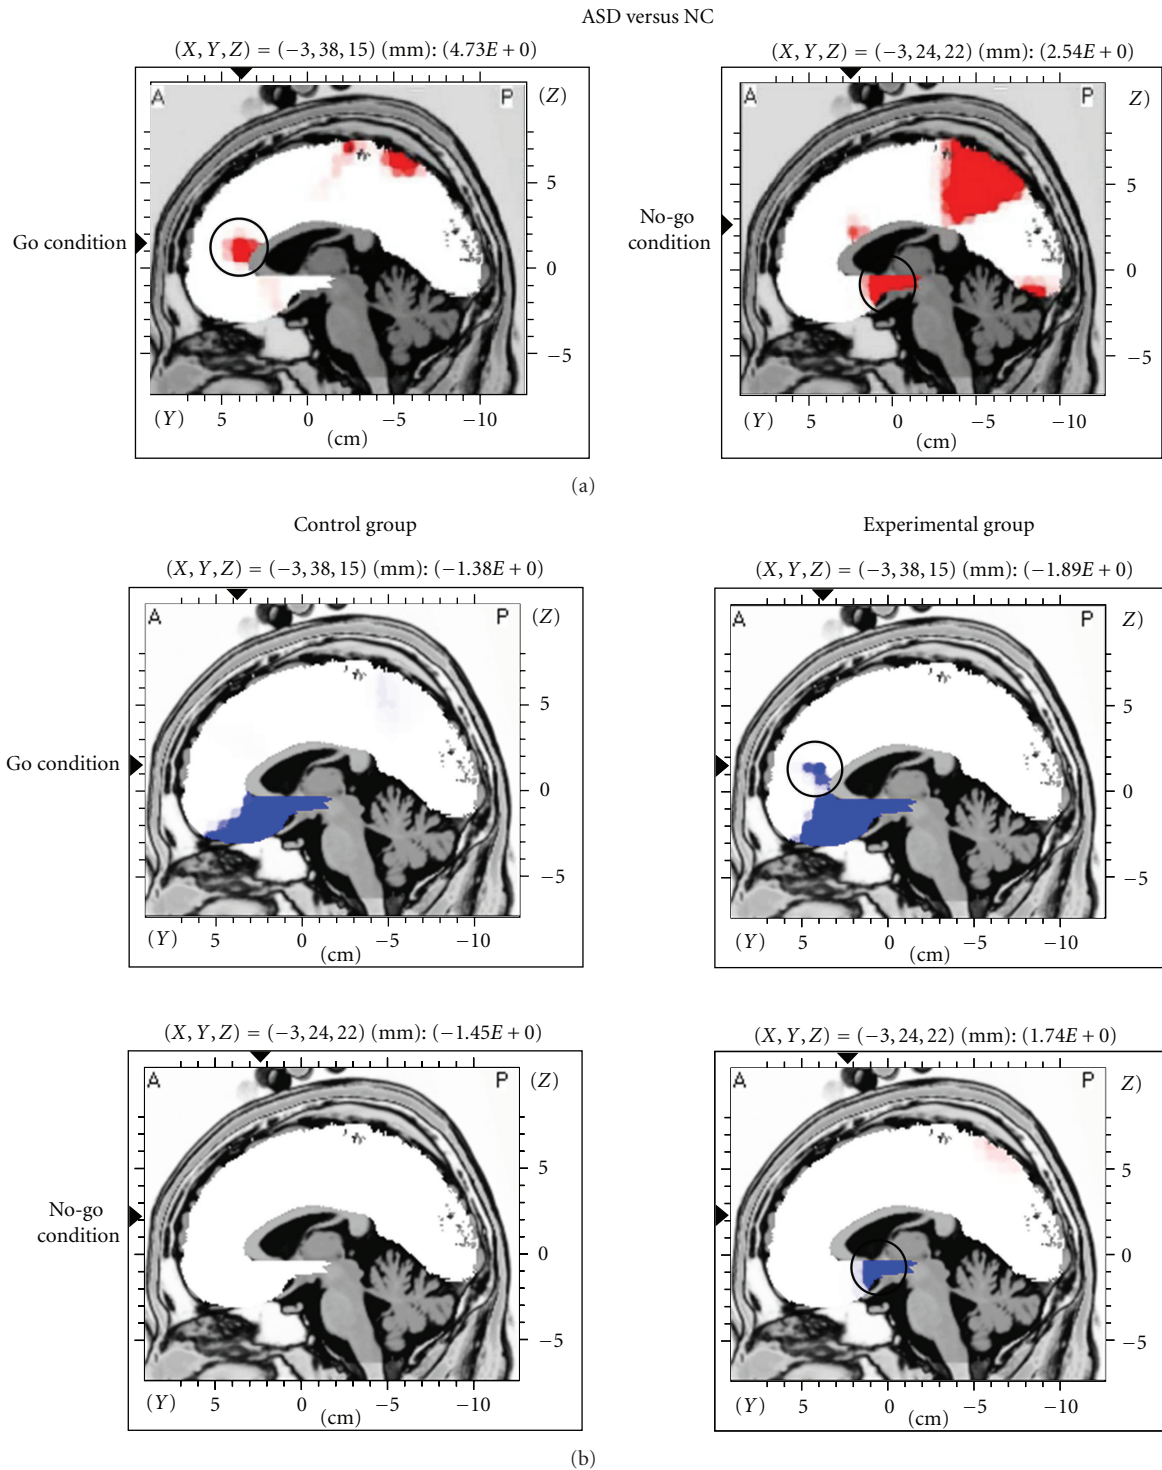 ASD versus NC
(X, Y, Z) = (−3, 38, 15) (mm): (4.73E + 0)
(X, Y, Z) = (−3, 24, 22) (mm): (2.54E + 0)
A P (Z)
A P Z)
Go condition
No-go
condition
5
0
−5
5
0
−5
(Y) 5 0 −5 −10
(cm)
(Y) 5 0 −5 −10
(cm)
(a)
Control group
Experimental group
(X, Y, Z) = (−3, 38, 15) (mm): (−1.38E + 0)
(X, Y, Z) = (−3, 38, 15) (mm): (−1.89E + 0)
A P (Z)
A P Z)
Go condition
5
0
−5
5
0
−5
(Y) 5 0 −5 −10
(cm)
(Y) 5 0 −5 −10
(cm)
(X, Y, Z) = (−3, 24, 22) (mm): (−1.45E + 0)
(X, Y, Z) = (−3, 24, 22) (mm): (1.74E + 0)
A P (Z)
A P Z)
No-go
condition
5
0
−5
5
0
−5
(Y) 5 0 −5 −10
(cm)
(Y) 5 0 −5 −10
(cm)
(b)